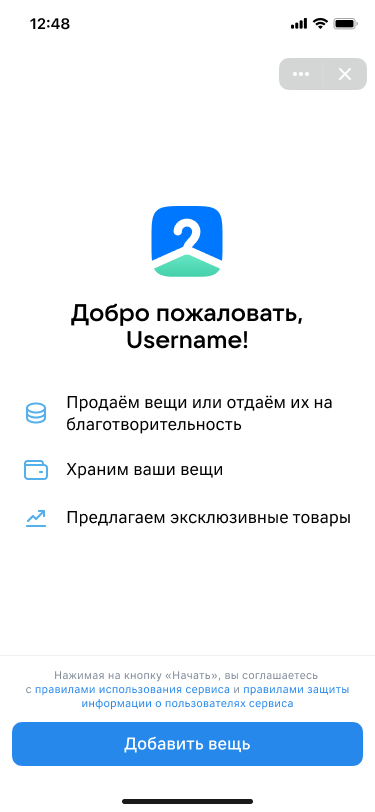 12:48
Добро пожаловать,
Username!
Продаём вещи или отдаём их на
благотворительность
Храним ваши вещи
Предлагаем эксклюзивные товары
Нажимая на кнопку «Начать», вы соглашаетесь
с правилами использования сервиса и правилами защиты
информации о пользователях сервиса
Добавить вещь